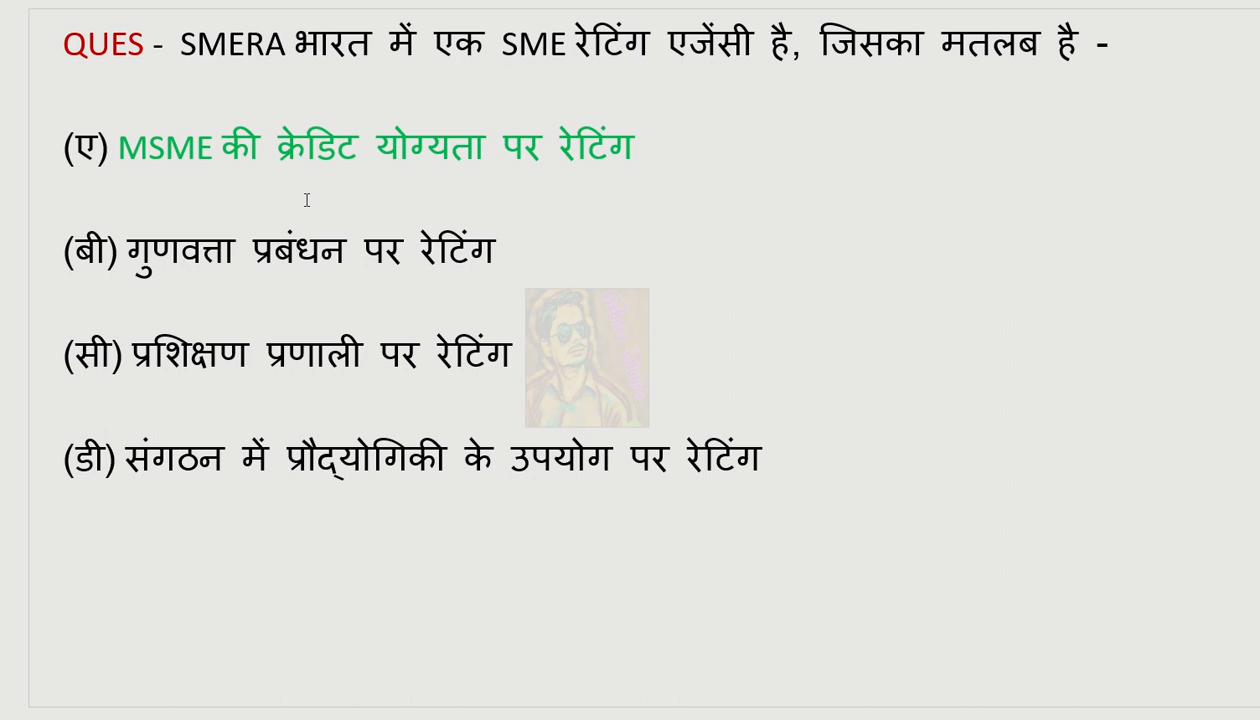 QUES - SMERA भारत में एक SME रेटिंग एजेंसी है, जिसका मतलब है -
(ए) MSME की क्रेडिट योग्यता पर रेटिंग
(बी) गुणवत्ता प्रबंधन पर रेटिंग
(सी) प्रशिक्षण प्रणाली पर रेटिंग
(डी) संगठन में प्रौद्योगिकी के उपयोग पर रेटिंग